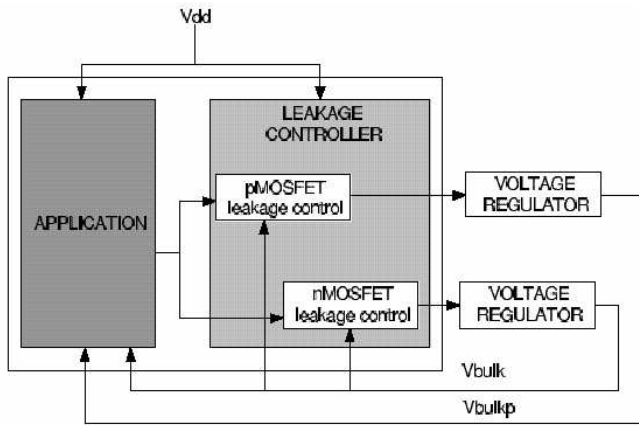 Vdd
LEAKAGE
CONTROLLER
APPLICATION
pMOSFET
leakage control
VOLTAGE
REGULATOR
nMOSFET
leakage control
VOLTAGE
REGULATOR
Vbulk
Vbulkp